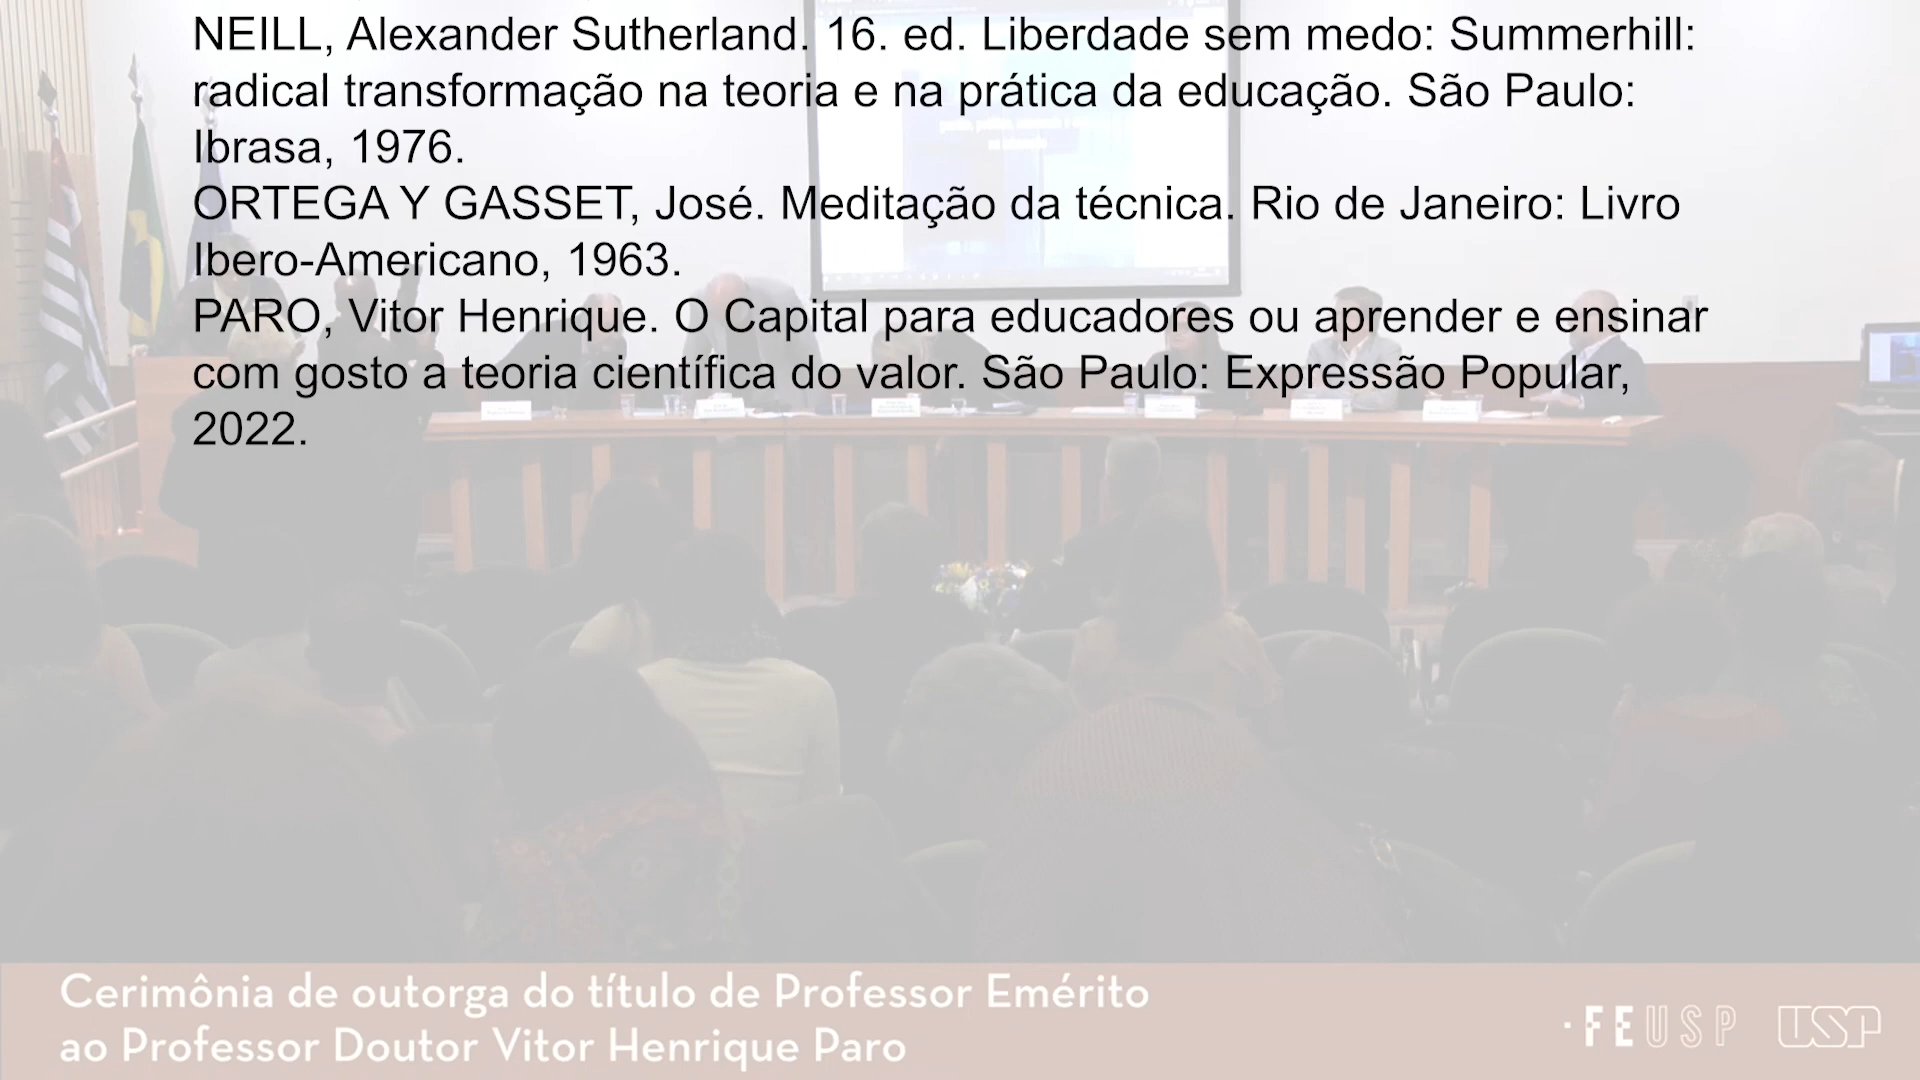 NEILL, Alexander Sutherland. 16. ed. Liberdade sem medo: Summerhill:
radical transformação na teoria e na prática da educação. São Paulo:
Ibrasa, 1976.
ORTEGA Y GASSET, José. Meditação da técnica. Rio de Janeiro: Livro
Ibero-Americano, 1963.
PARO, Vitor Henrique. O Capital para educadores ou aprender e ensinar
com gosto a teoria científica do valor. São Paulo: Expressão Popular,
2022.
Cerimônia de outorga do título de Professor Emérito
ao Professor Doutor Vitor Henrique Paro
FEUSP USP